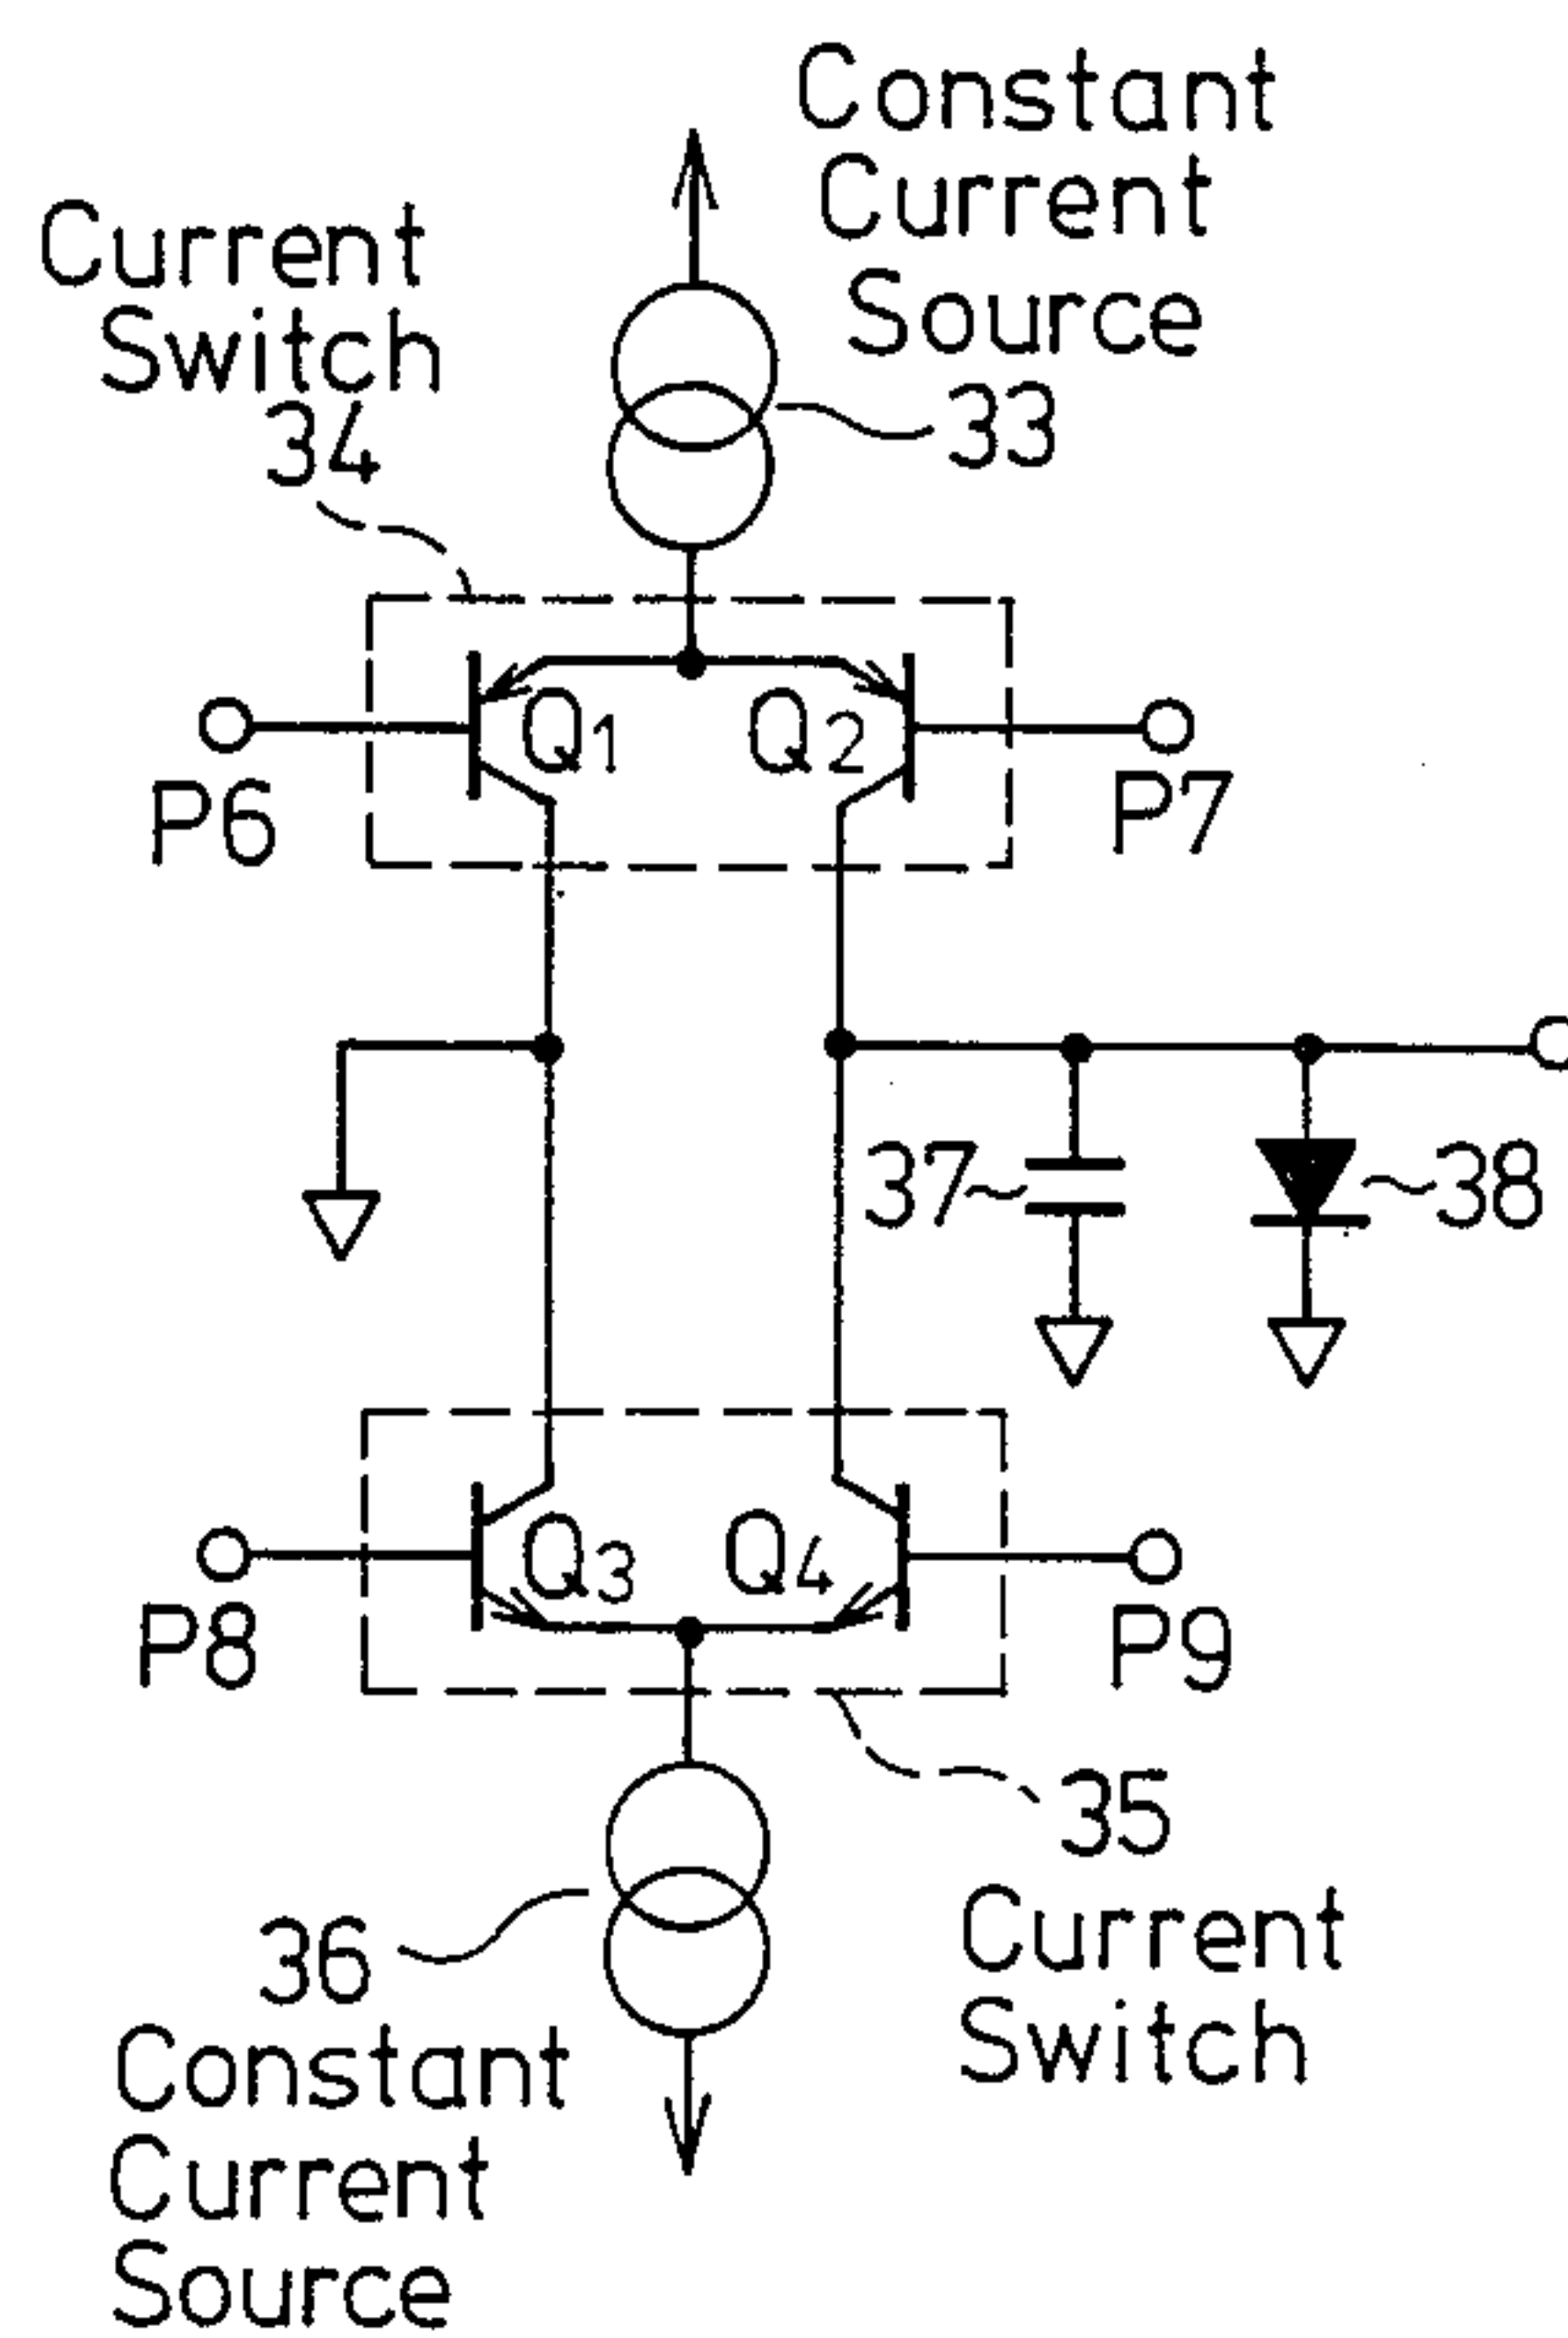 Constant
Current
Source
33
Current
Switch
34
Q1
Q2
P6
P7
37
38
Q3
Q4
P8
P9
35
Current
Switch
36
Constant
Current
Source